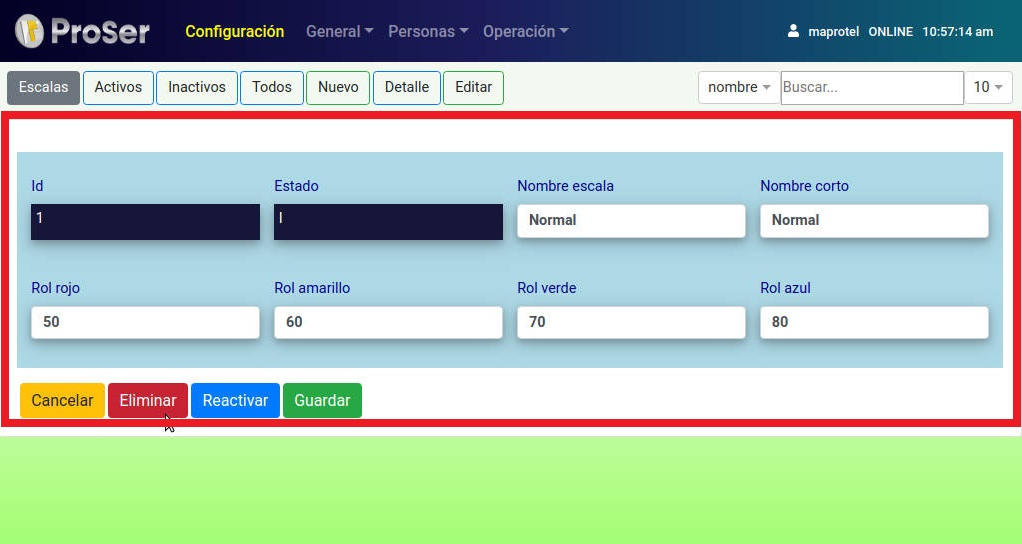 ProSer Configuración General Personas Operación maprotel ONLINE 10:57:14 am
Escalas Activos Inactivos Todos Nuevo Detalle Editar nombre Buscar... 10
Id Estado Nombre escala Nombre corto
1 I Normal Normal
Rol rojo Rol amarillo Rol verde Rol azul
50 60 70 80
Cancelar Eliminar Reactivar Guardar